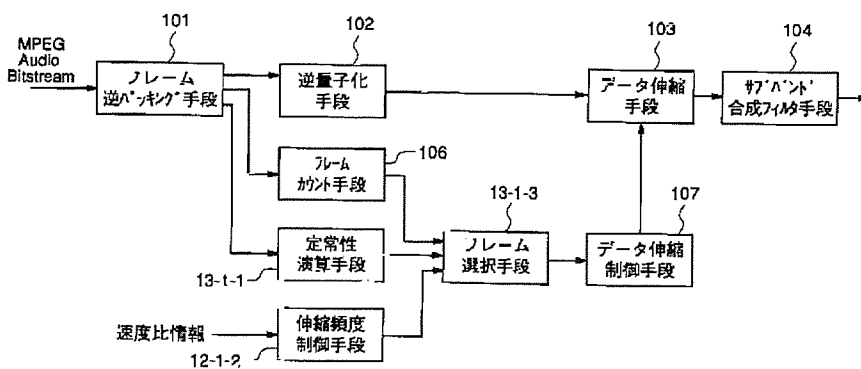 101
102
103
104
MPEG
Audio
Bitstream
フレーム
逆パッキング手段
逆量子化
手段
データ伸縮
手段
サブバンド
合成フィルタ手段
106
フレーム
カウント手段
13-1-3
107
定常性
演算手段
フレーム
選択手段
データ伸縮
制御手段
13-1-1
速度比情報
伸縮頻度
制御手段
12-1-2